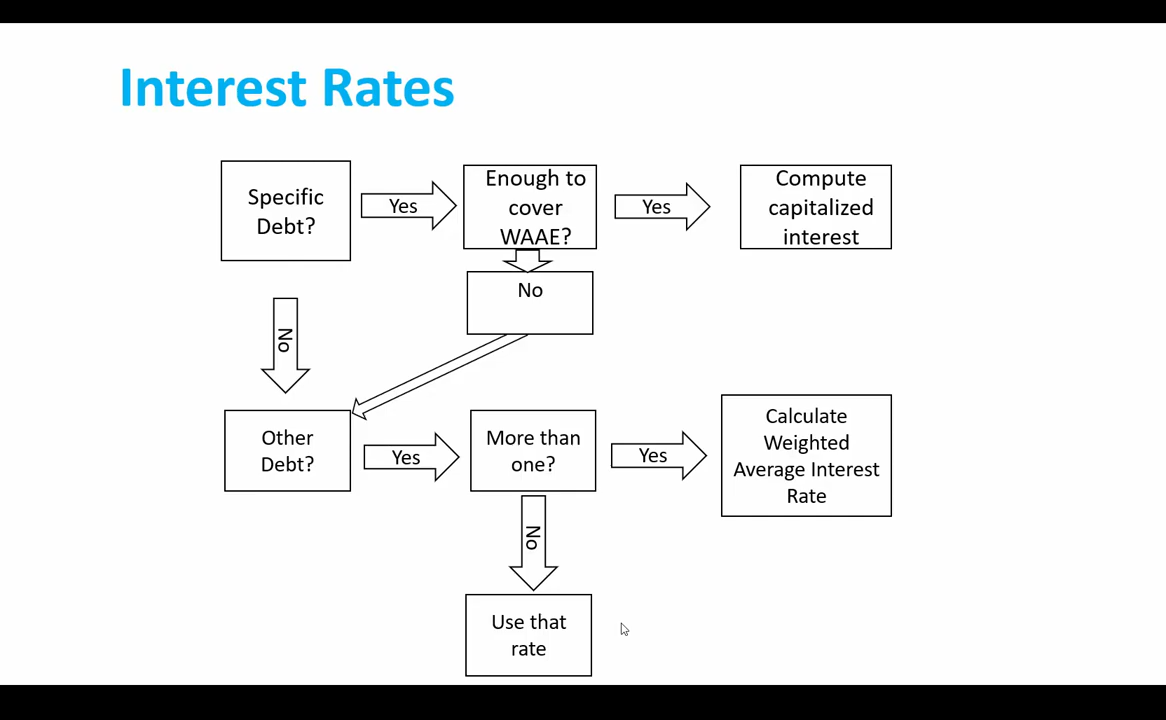 Interest Rates
Specific
Debt?
Yes
Enough to
cover
WAAE?
Yes
Compute
capitalized
interest
No
No
Other
Debt?
Yes
More than
one?
Yes
Calculate
Weighted
Average Interest
Rate
No
Use that
rate